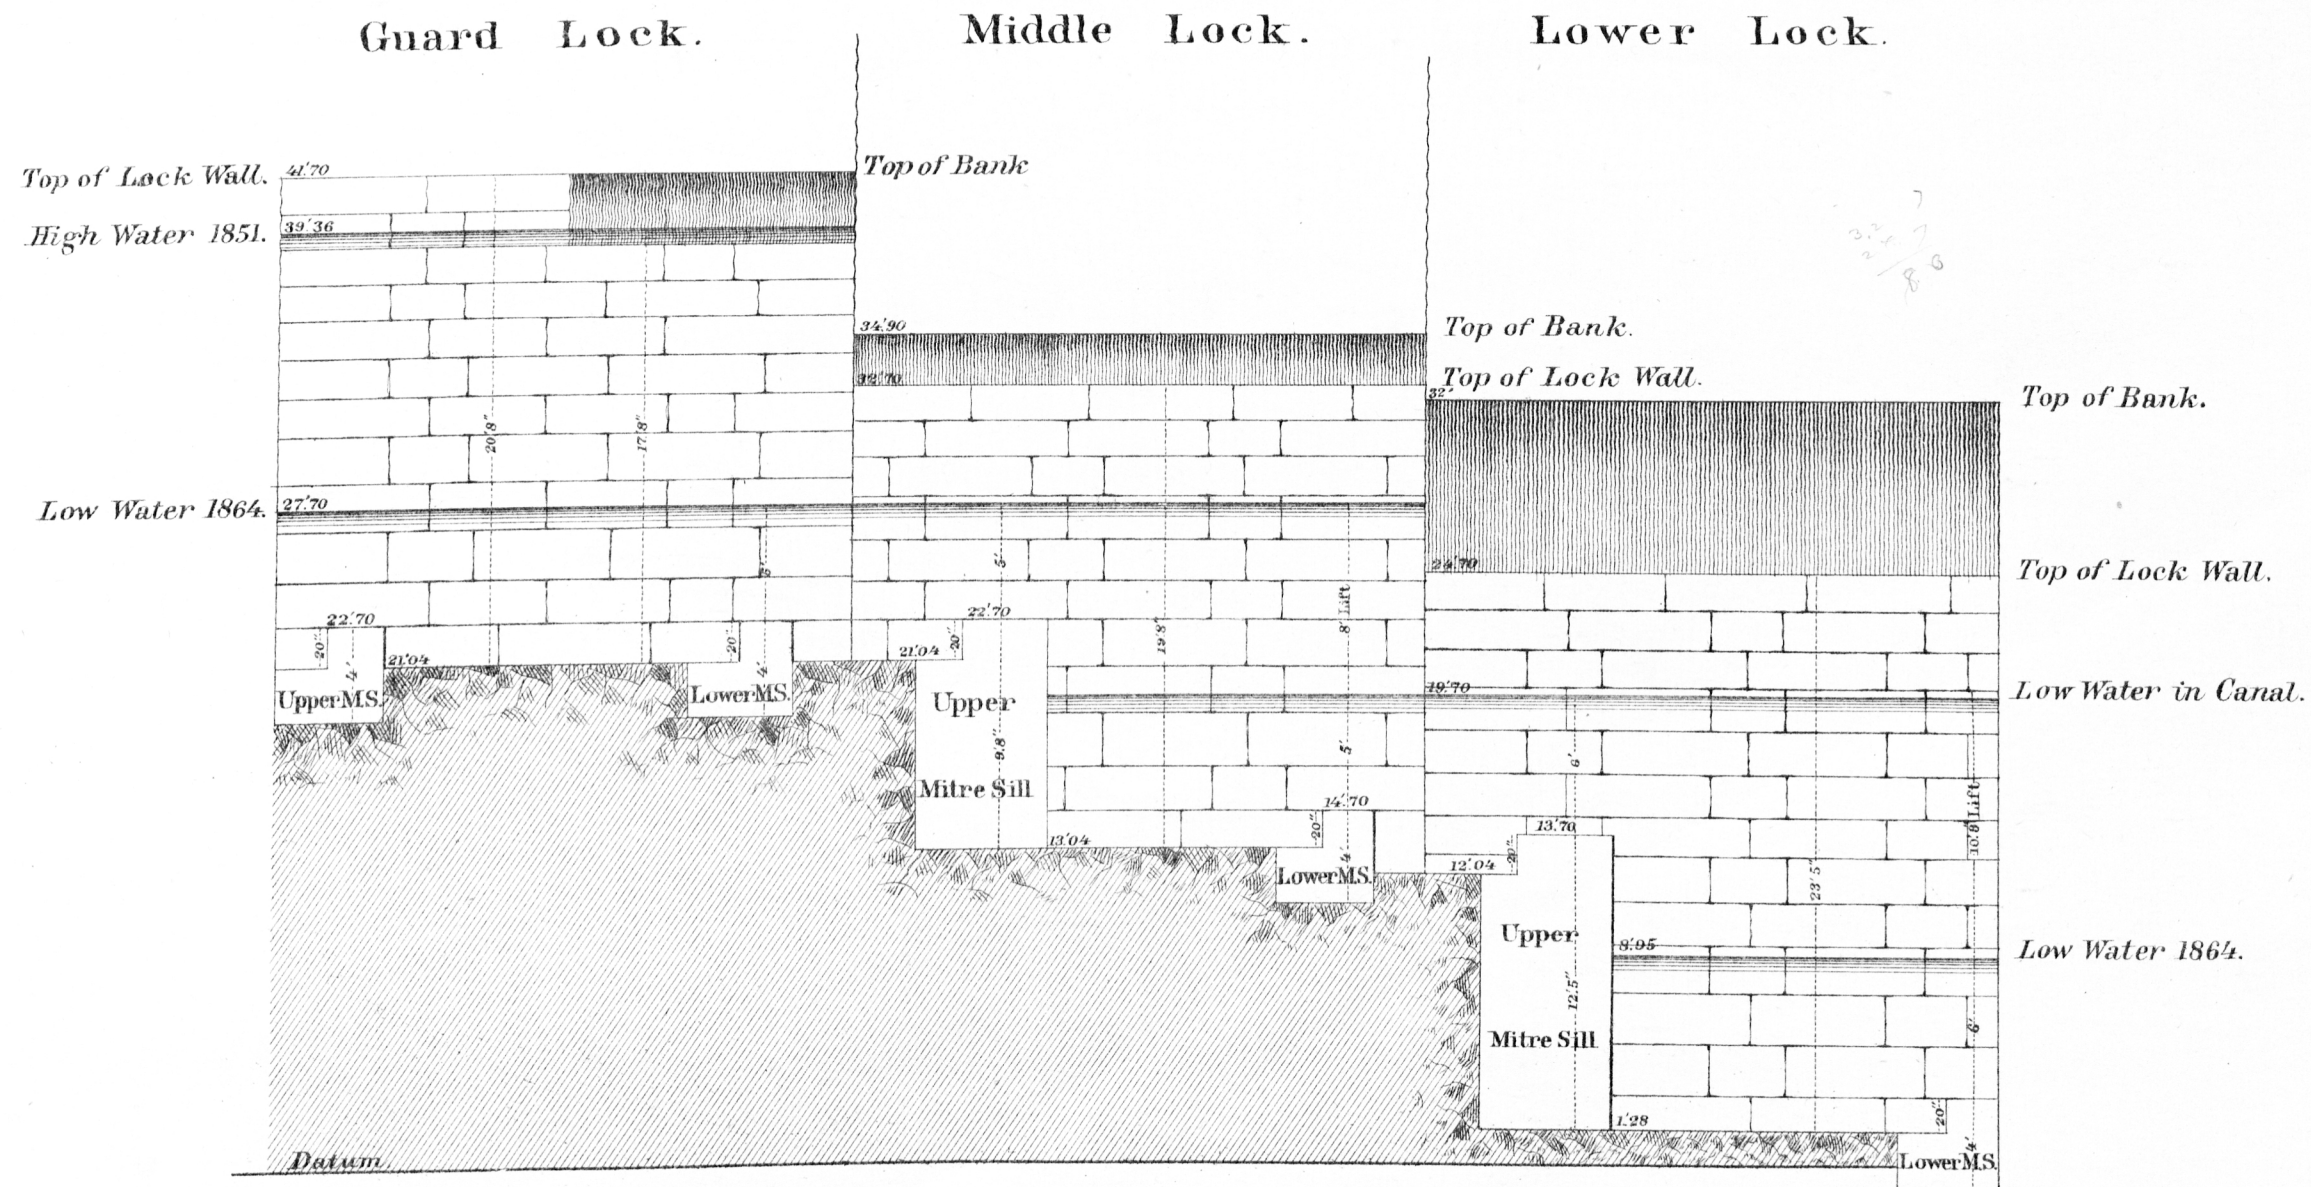 Guard Lock.
Middle Lock.
Lower Lock.
Top of Lock Wall.
41'70
Top of Bank
High Water 1851.
39'36
34'90
Top of Bank.
32'70
Top of Lock Wall.
32'
Top of Bank.
20'8"
17'8"
Low Water 1864.
27'70
5'
24'70
Top of Lock Wall.
8' Lift
19'8"
22'70
20"
4'
21'04
20"
4'
21'04
20"
22'70
Upper M.S.
Lower M.S.
Upper
Mitre Sill
9'.8"
19'70
Low Water in Canal.
5'
6'
10'.8" Lift
14'70
13'04
20"
4'
Lower M.S.
13'70
12'04
20"
23'5"
Upper
Mitre Sill
12'.5"
8'95
Low Water 1864.
6'
1'28
20"
4'
Lower M.S.
Datum.